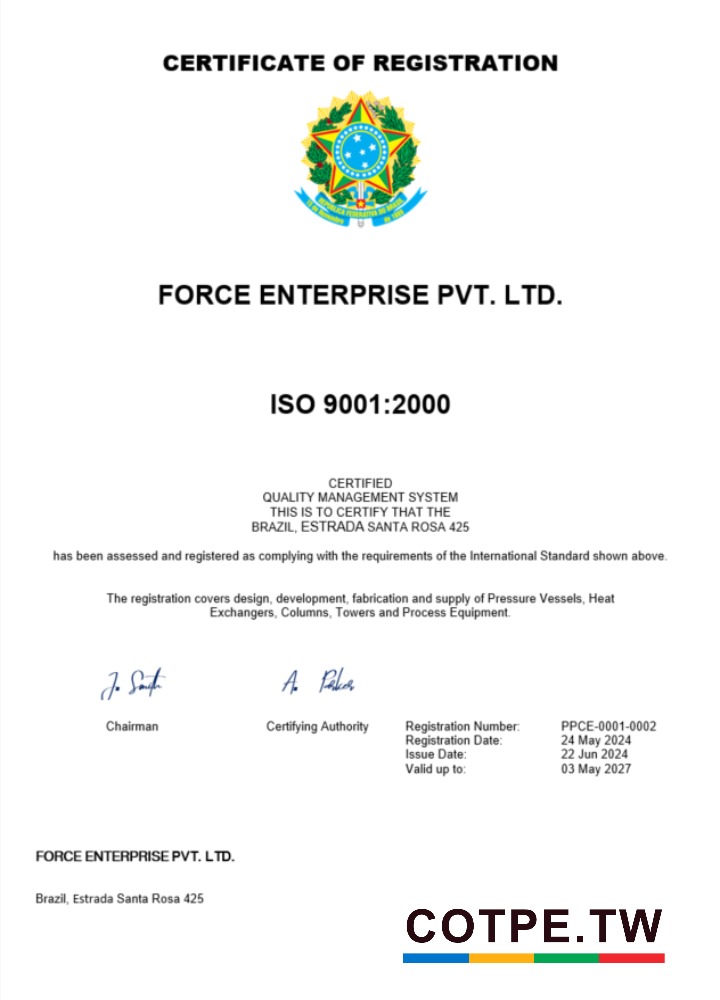 CERTIFICATE OF REGISTRATION
REPÚBLICA FEDERATIVA DO BRASIL
15 de Novembro
de 1889
FORCE ENTERPRISE PVT. LTD.
ISO 9001:2000
CERTIFIED
QUALITY MANAGEMENT SYSTEM
THIS IS TO CERTIFY THAT THE
BRAZIL, ESTRADA SANTA ROSA 425
has been assessed and registered as complying with the requirements of the International Standard shown above.
The registration covers design, development, fabrication and supply of Pressure Vessels, Heat
Exchangers, Columns, Towers and Process Equipment.
J. Smith
A. Parker
Chairman
Certifying Authority
Registration Number: PPCE-0001-0002
Registration Date: 24 May 2024
Issue Date: 22 Jun 2024
Valid up to: 03 May 2027
FORCE ENTERPRISE PVT. LTD.
Brazil, Estrada Santa Rosa 425
COTPE.TW